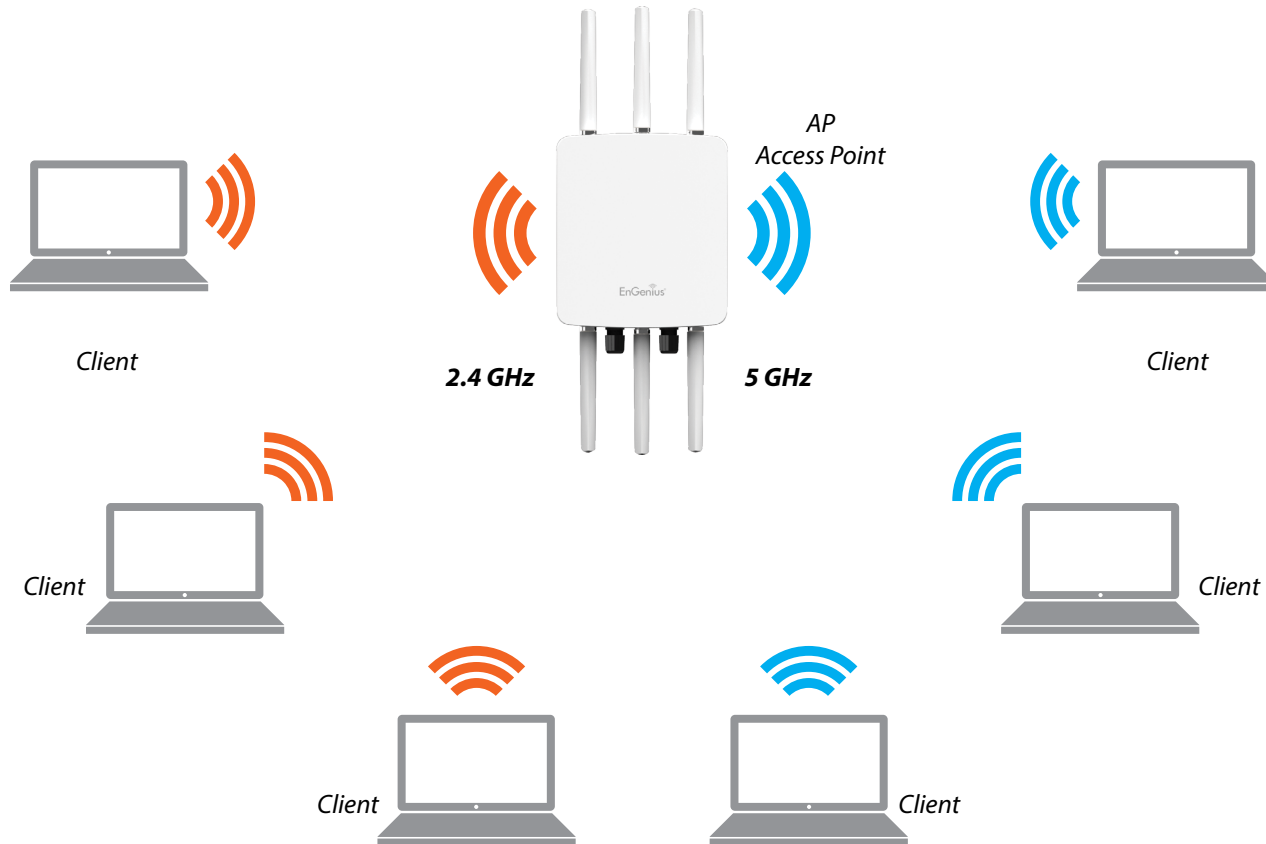 AP
Access Point
EnGenius
Client
2.4 GHz
5 GHz
Client
Client
Client
Client
Client